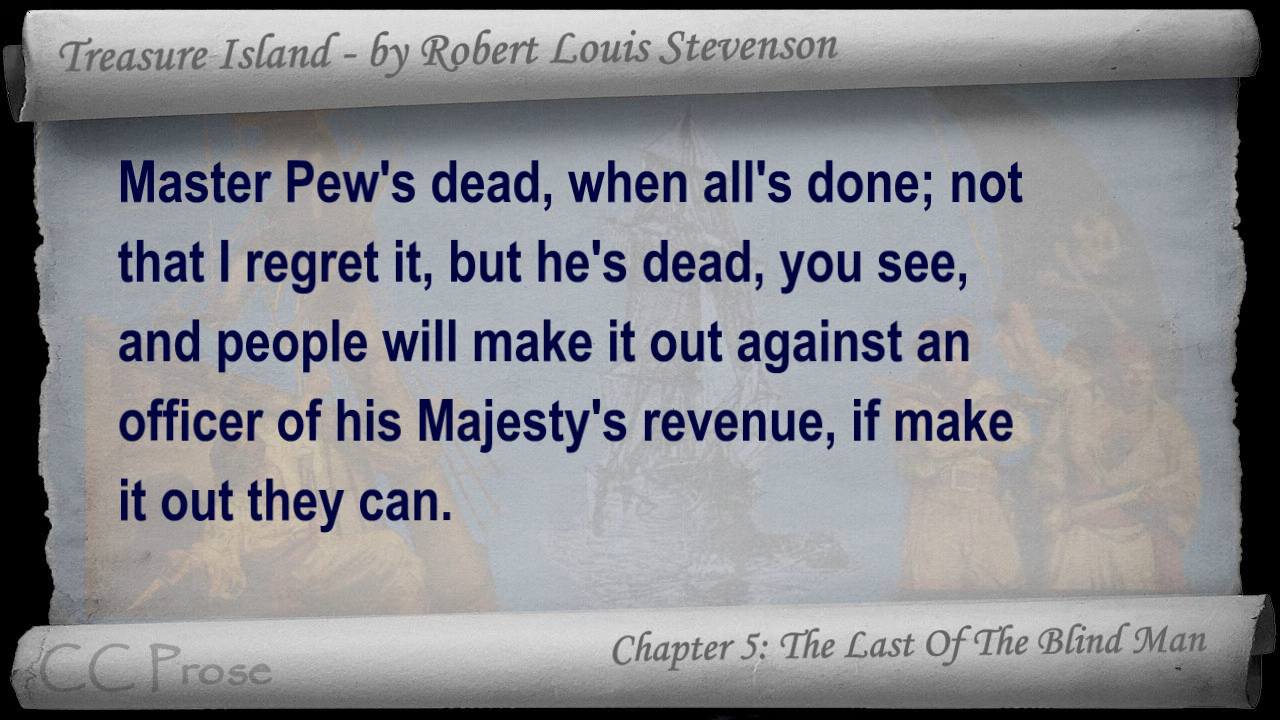 Treasure Island - by Robert Louis Stevenson
Master Pew's dead, when all's done; not
that I regret it, but he's dead, you see,
and people will make it out against an
officer of his Majesty's revenue, if make
it out they can.
Chapter 5: The Last Of The Blind Man
CC Prose